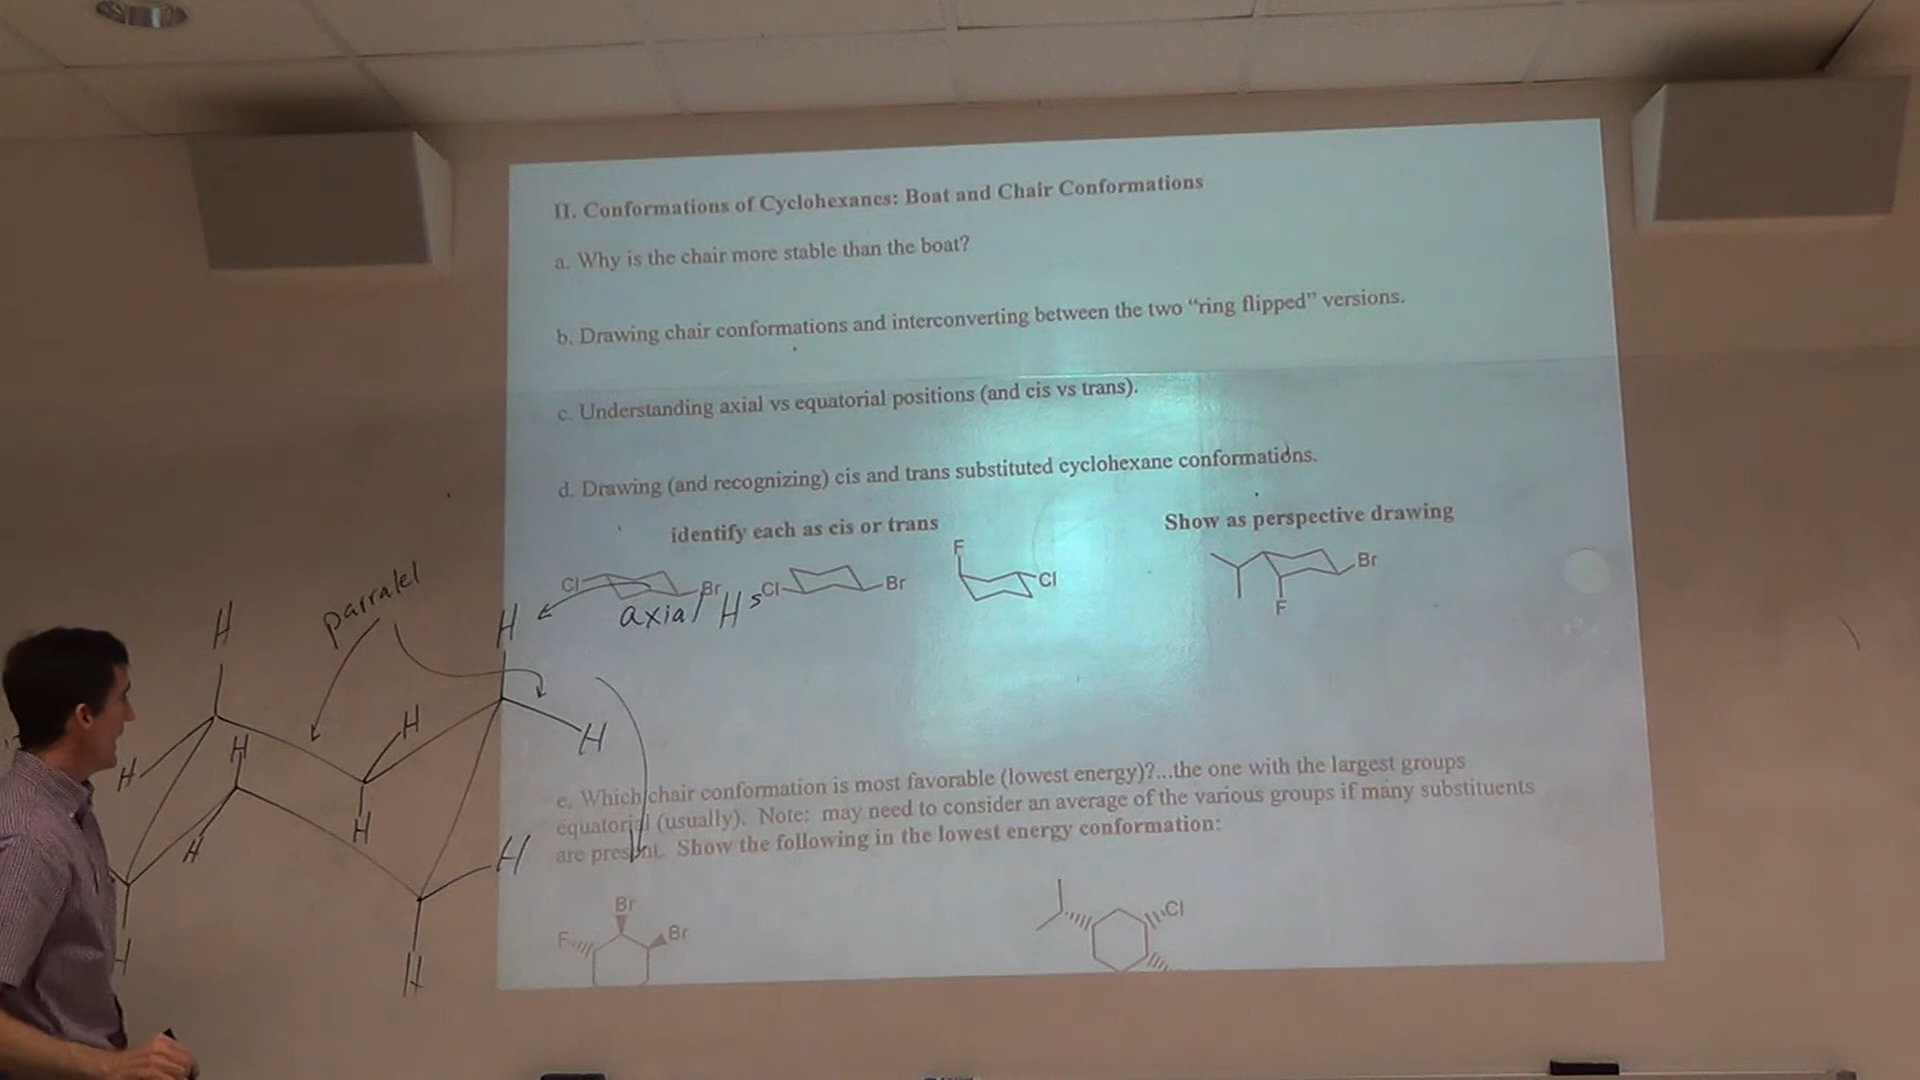 II. Conformations of Cyclohexanes: Boat and Chair Conformations
a. Why is the chair more stable than the boat?
b. Drawing chair conformations and interconverting between the two “ring flipped” versions.
c. Understanding axial vs equatorial positions (and cis vs trans).
d. Drawing (and recognizing) cis and trans substituted cyclohexane conformations.
identify each as cis or trans
Show as perspective drawing
Cl Br Cl Br F Cl Br F
axial Hs
parralel
H H
H H H H
H H H
H H H
e. Which chair conformation is most favorable (lowest energy)?...the one with the largest groups
equatorial (usually). Note: may need to consider an average of the various groups if many substituents
are present. Show the following in the lowest energy conformation:
Br
F Br
Cl